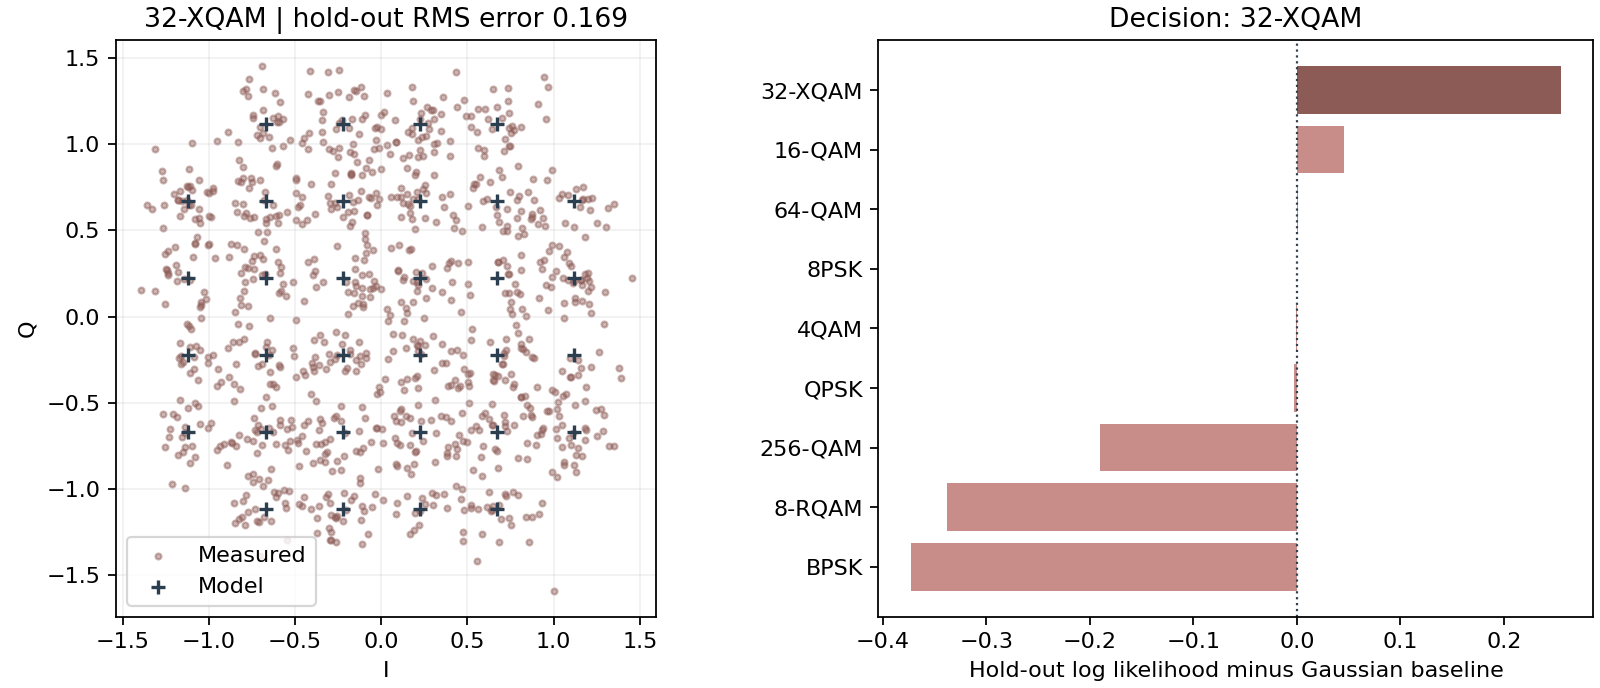 32-XQAM | hold-out RMS error 0.169
1.5
1.0
0.5
0.0
−0.5
−1.0
−1.5
Q
Measured
Model
−1.5 −1.0 −0.5 0.0 0.5 1.0 1.5
I
Decision: 32-XQAM
32-XQAM
16-QAM
64-QAM
8PSK
4QAM
QPSK
256-QAM
8-RQAM
BPSK
−0.4 −0.3 −0.2 −0.1 0.0 0.1 0.2
Hold-out log likelihood minus Gaussian baseline